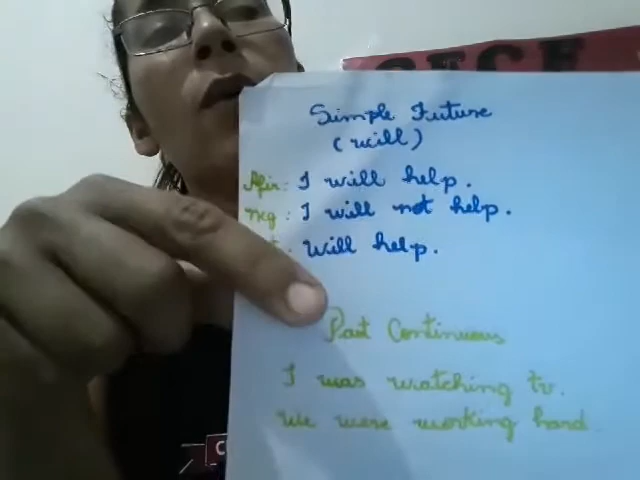 Simple Future
(will)
Afir: I will help.
Neg: I will not help.
Will help.
Past Continuous
I was watching tv.
We were working hard